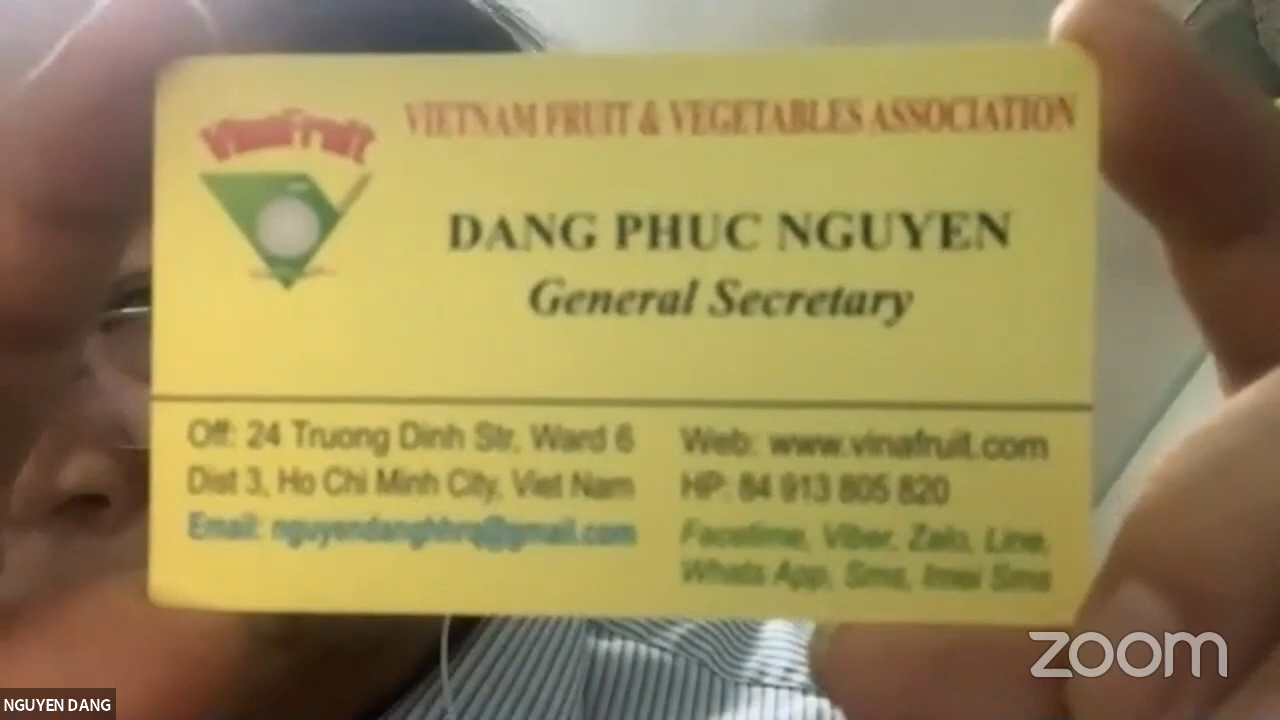 VIETNAM FRUIT & VEGETABLES ASSOCIATION
Vinafruit
DANG PHUC NGUYEN
General Secretary
Off: 24 Truong Dinh Str, Ward 6
Dist 3, Ho Chi Minh City, Viet Nam
Email:
Web: www.vinafruit.com
HP: 84 913 805 820
Facetime, Viber, Zalo, Line,
Whats App, Sms, Imei Sms
zoom
NGUYEN DANG